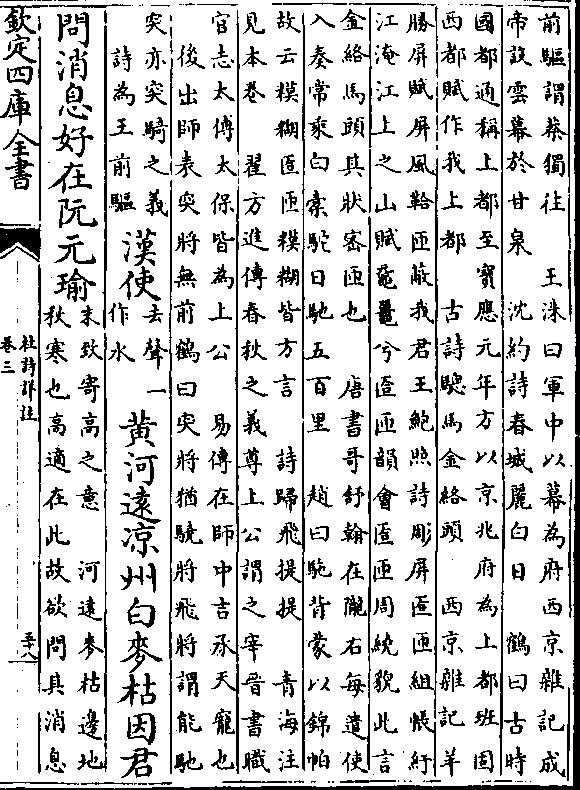 前驅謂蔡獨往　王洙曰軍中以幕為府西京雜記成
帝設雲幕於甘泉　沈約詩春城麗白日　鶴曰古時
國都通稱上都至寶應元年方以京兆府為上都班固
西都賦作我上都　古詩驄馬金絡頭　西京雜記羊
勝屏賦屏風鞈匝蔽我君王鮑照詩彫屏匼匝組帳紓
江淹江上之山賦黿鼉兮匼匝韻會匼匝周繞貌此言
金絡馬頭其狀密匝也　唐書哥舒翰在隴右每遣使
入奏常乘白橐駝日馳五百里　趙曰駝背蒙以錦帕
故云糢糊匼匝糢糊皆方言　詩歸飛提提　青海注
見本卷　翟方進傳春秋之義尊上公謂之宰晉書職
官志太傅太保皆為上公　易傳在師中吉承天寵也
後出師表突將無前鶴曰突將猶驍將飛將謂能馳
突亦突騎之義
詩為王前驅
漢使
去聲一
作水
黄河遠凉州白麥枯因君
問消息好在阮元瑜
末致寄高之意　河遠麥枯邊地
秋寒也高適在此故欲問其消息
欽定四庫全書
杜詩詳註
卷三